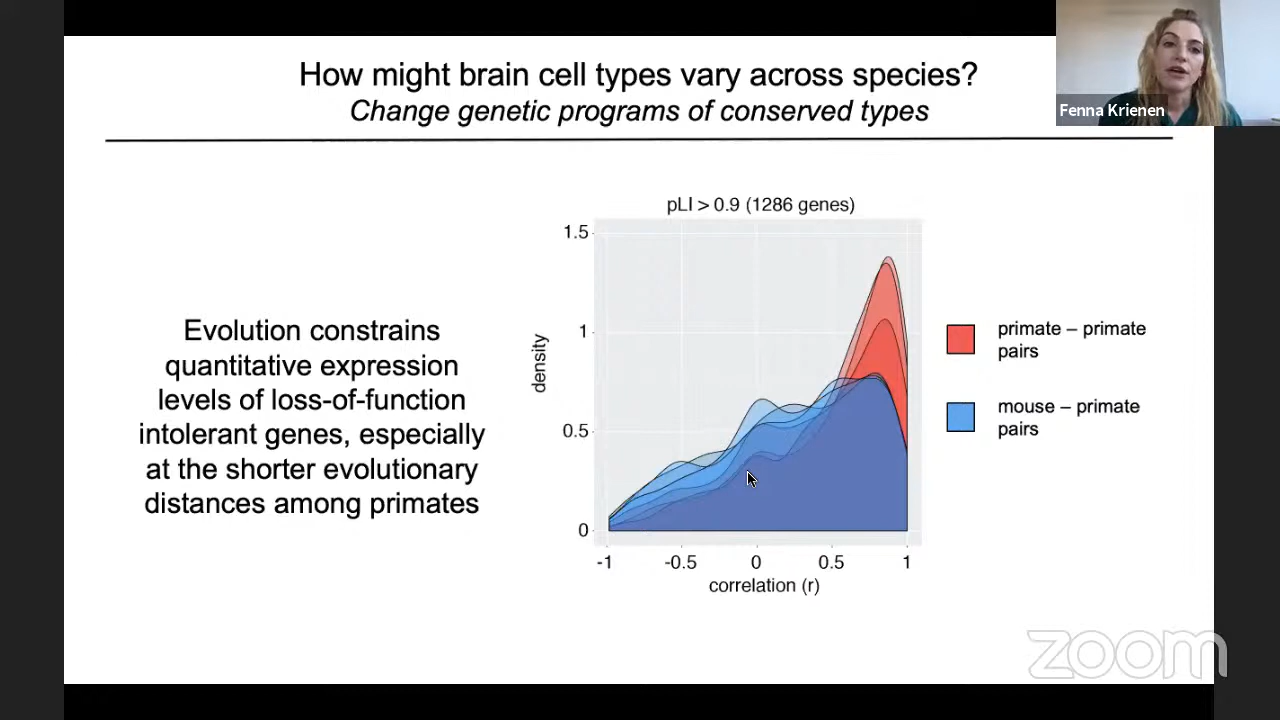 How might brain cell types vary across species?
Change genetic programs of conserved types
Fenna Krienen
Evolution constrains
quantitative expression
levels of loss-of-function
intolerant genes, especially
at the shorter evolutionary
distances among primates
pLI > 0.9 (1286 genes)
1.5
1
0.5
0
density
-1
-0.5
0
0.5
1
correlation (r)
primate – primate
pairs
mouse – primate
pairs
zoom